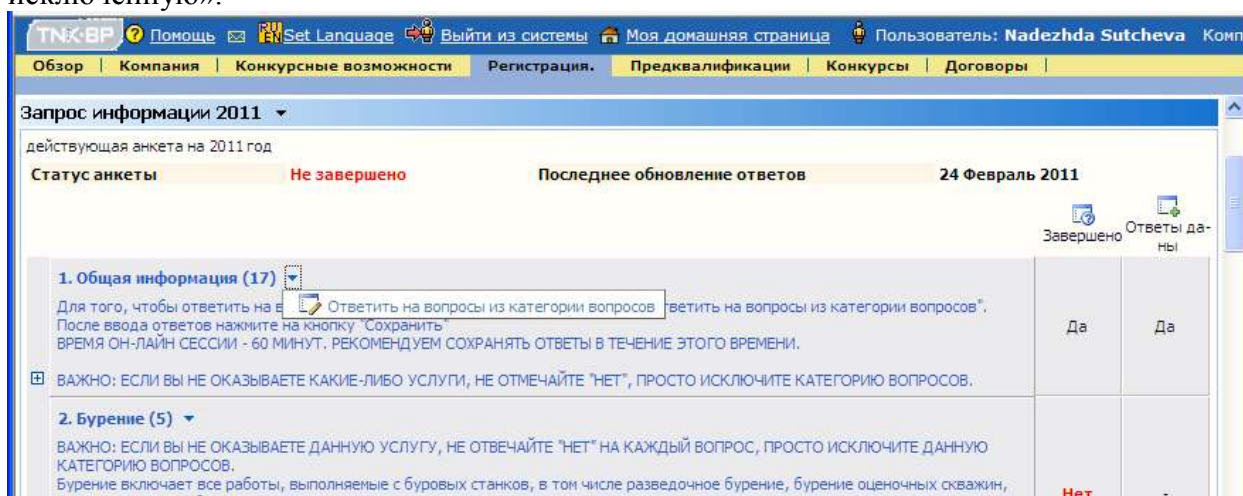 исключенную».
TNK-BP Помощь Set Language Выйти из системы Моя домашняя страница Пользователь: Nadezhda Sutcheva Комп
Обзор | Компания | Конкурсные возможности Регистрация. Предквалификации | Конкурсы | Договоры |
Запрос информации 2011
действующая анкета на 2011 год
Статус анкеты Не завершено Последнее обновление ответов 24 Февраль 2011
Завершено Ответы да-
ны
1. Общая информация (17)
Для того, чтобы ответить на в Ответить на вопросы из категории вопросов ветить на вопросы из категории вопросов".
После ввода ответов нажмите на кнопку "Сохранить"
ВРЕМЯ ОН-ЛАЙН СЕССИИ - 60 МИНУТ. РЕКОМЕНДУЕМ СОХРАНЯТЬ ОТВЕТЫ В ТЕЧЕНИЕ ЭТОГО ВРЕМЕНИ.
Да Да
ВАЖНО: ЕСЛИ ВЫ НЕ ОКАЗЫВАЕТЕ КАКИЕ-ЛИБО УСЛУГИ, НЕ ОТМЕЧАЙТЕ "НЕТ", ПРОСТО ИСКЛЮЧИТЕ КАТЕГОРИЮ ВОПРОСОВ.
2. Бурение (5)
ВАЖНО: ЕСЛИ ВЫ НЕ ОКАЗЫВАЕТЕ ДАННУЮ УСЛУГУ, НЕ ОТВЕЧАЙТЕ "НЕТ" НА КАЖДЫЙ ВОПРОС, ПРОСТО ИСКЛЮЧИТЕ ДАННУЮ
КАТЕГОРИЮ ВОПРОСОВ.
Бурение включает все работы, выполняемые с буровых станков, в том числе разведочное бурение, бурение оценочных скважин,
Нет -